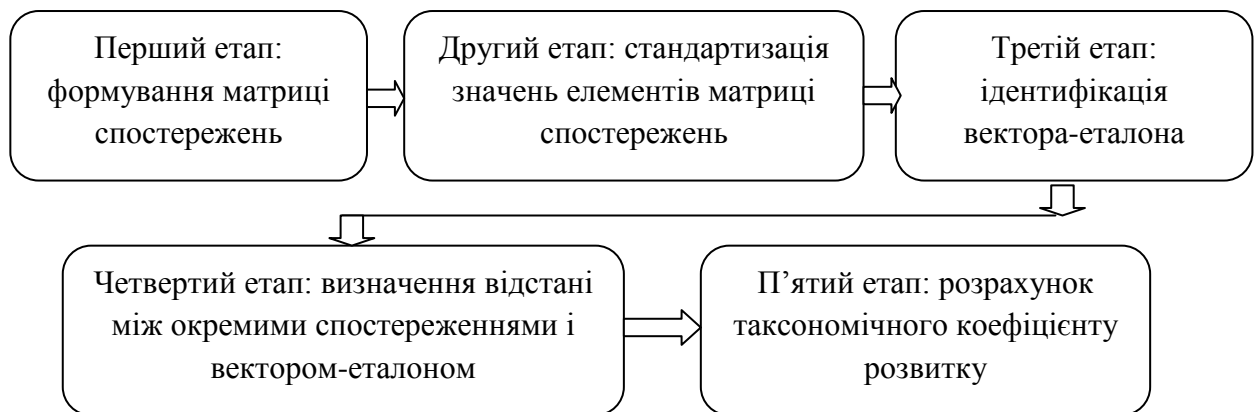 Перший етап:
формування матриці
спостережень
Другий етап: стандартизація
значень елементів матриці
спостережень
Третій етап:
ідентифікація
вектора-еталона
Четвертий етап: визначення відстані
між окремими спостереженнями і
вектором-еталоном
П’ятий етап: розрахунок
таксономічного коефіцієнту
розвитку